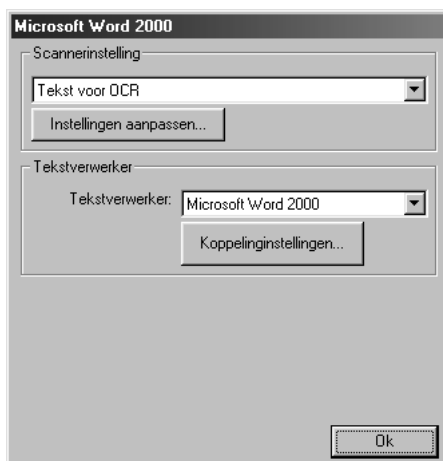 Microsoft Word 2000
Scannerinstelling
Tekst voor OCR
Instellingen aanpassen...
Tekstverwerker
Tekstverwerker: Microsoft Word 2000
Koppelinginstellingen...
Ok